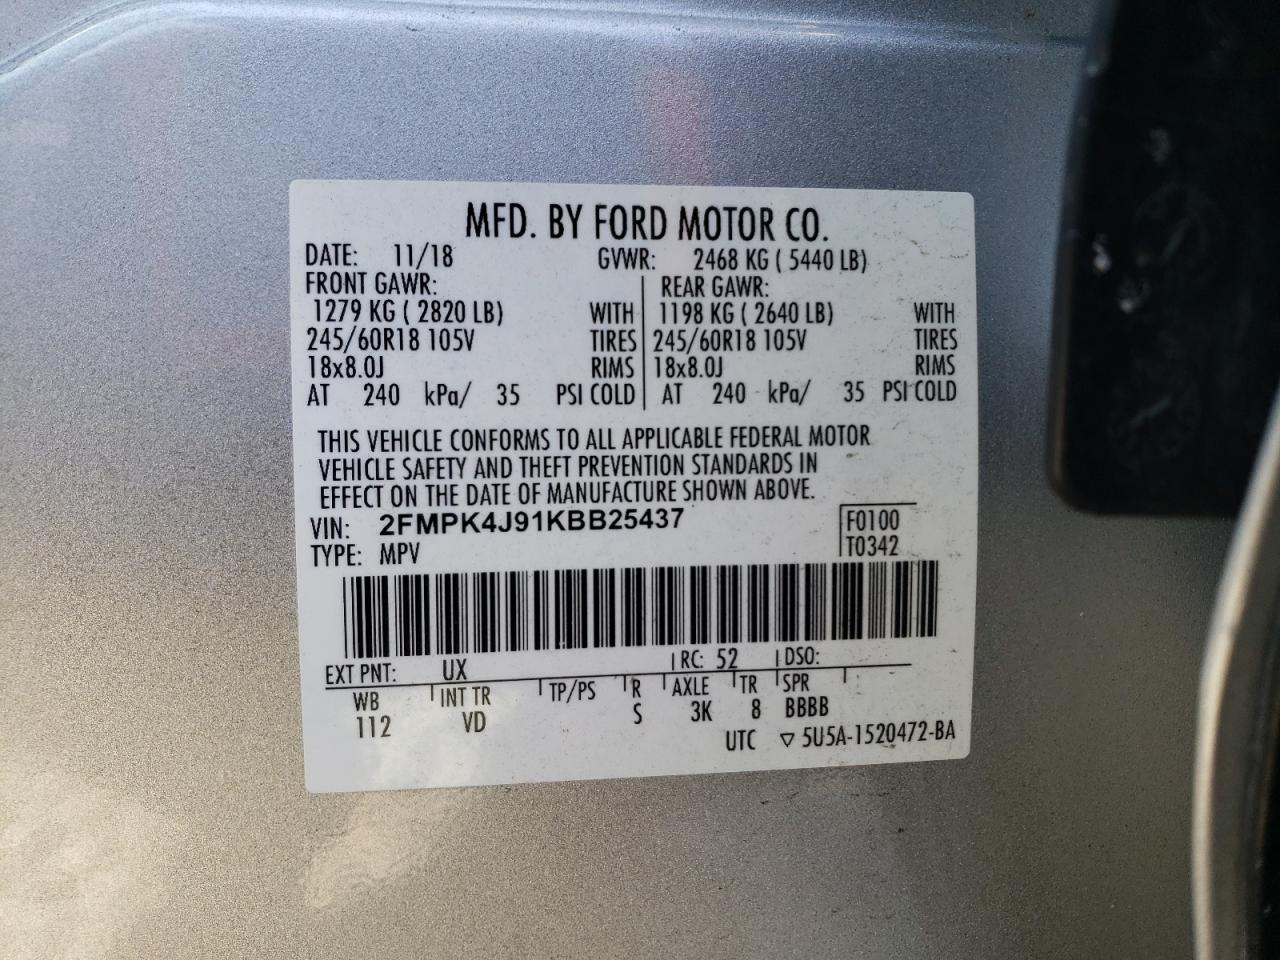 MFD. BY FORD MOTOR CO.
DATE: 11/18 GVWR: 2468 KG ( 5440 LB)
FRONT GAWR: REAR GAWR:
1279 KG ( 2820 LB) WITH 1198 KG ( 2640 LB) WITH
245/60R18 105V TIRES 245/60R18 105V TIRES
18x8.0J RIMS 18x8.0J RIMS
AT 240 kPa/ 35 PSI COLD AT 240 kPa/ 35 PSI COLD
THIS VEHICLE CONFORMS TO ALL APPLICABLE FEDERAL MOTOR
VEHICLE SAFETY AND THEFT PREVENTION STANDARDS IN
EFFECT ON THE DATE OF MANUFACTURE SHOWN ABOVE.
VIN: 2FMPK4J91KBB25437 F0100
TYPE: MPV T0342
EXT PNT: UX RC: 52 DSO:
WB INT TR TP/PS R AXLE TR SPR
112 VD S 3K 8 BBBB
UTC ▽ 5U5A-1520472-BA